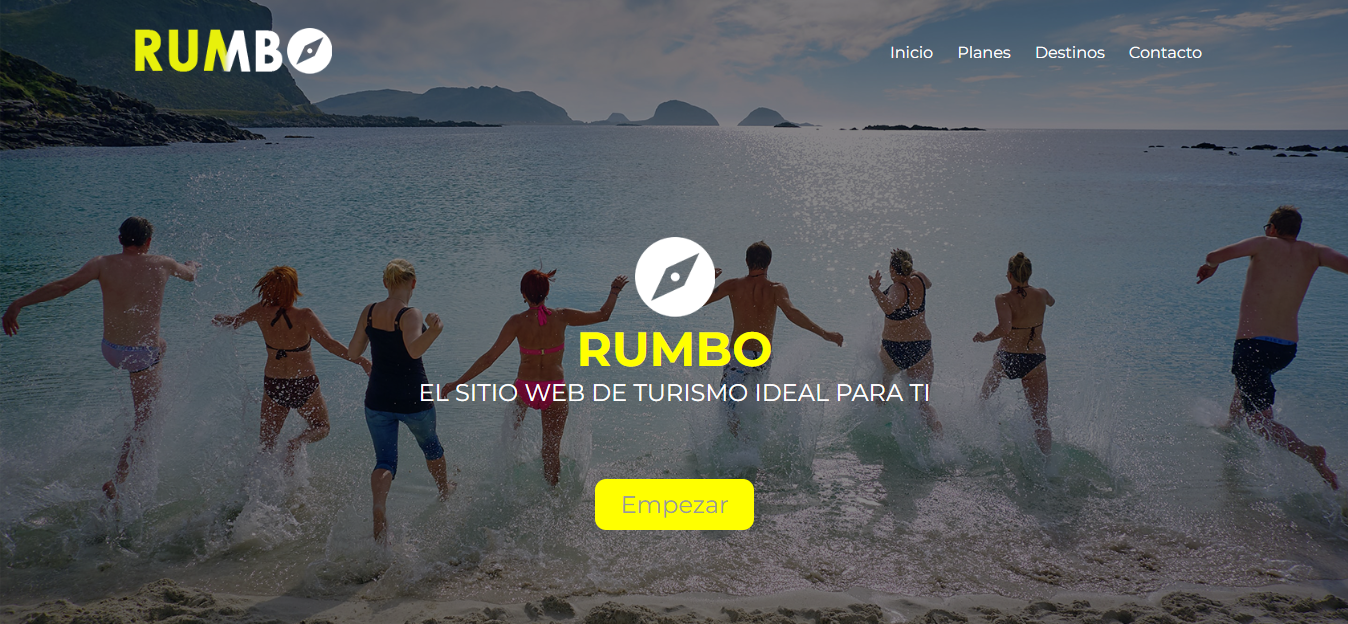 RUMBO
Inicio Planes Destinos Contacto
RUMBO
EL SITIO WEB DE TURISMO IDEAL PARA TI
Empezar